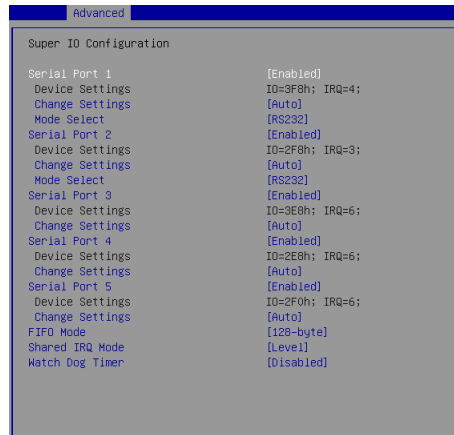 Advanced
Super IO Configuration
Serial Port 1 [Enabled]
Device Settings IO=3F8h; IRQ=4;
Change Settings [Auto]
Mode Select [RS232]
Serial Port 2 [Enabled]
Device Settings IO=2F8h; IRQ=3;
Change Settings [Auto]
Mode Select [RS232]
Serial Port 3 [Enabled]
Device Settings IO=3E8h; IRQ=6;
Change Settings [Auto]
Serial Port 4 [Enabled]
Device Settings IO=2E8h; IRQ=6;
Change Settings [Auto]
Serial Port 5 [Enabled]
Device Settings IO=2F0h; IRQ=6;
Change Settings [Auto]
FIFO Mode [128-byte]
Shared IRQ Mode [Level]
Watch Dog Timer [Disabled]